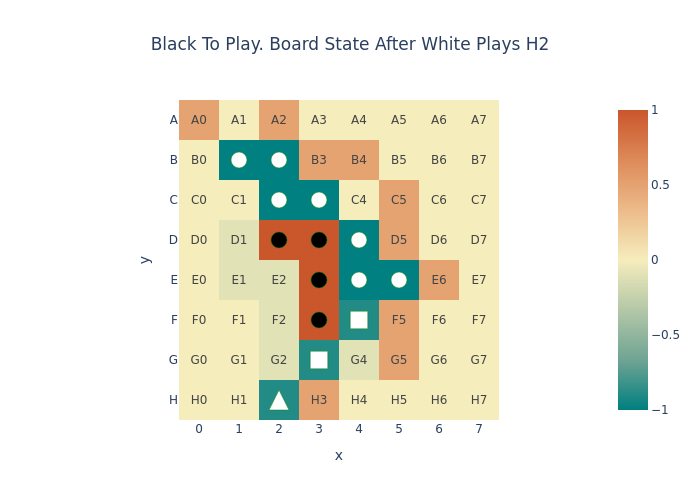 Black To Play. Board State After White Plays H2
A A0 A1 A2 A3 A4 A5 A6 A7
B B0 B3 B4 B5 B6 B7
C C0 C1 C4 C5 C6 C7
D D0 D1 D5 D6 D7
E E0 E1 E2 E6 E7
F F0 F1 F2 F5 F6 F7
G G0 G1 G2 G4 G5 G6 G7
H H0 H1 H3 H4 H5 H6 H7
0 1 2 3 4 5 6 7
x
y
1
0.5
0
−0.5
−1